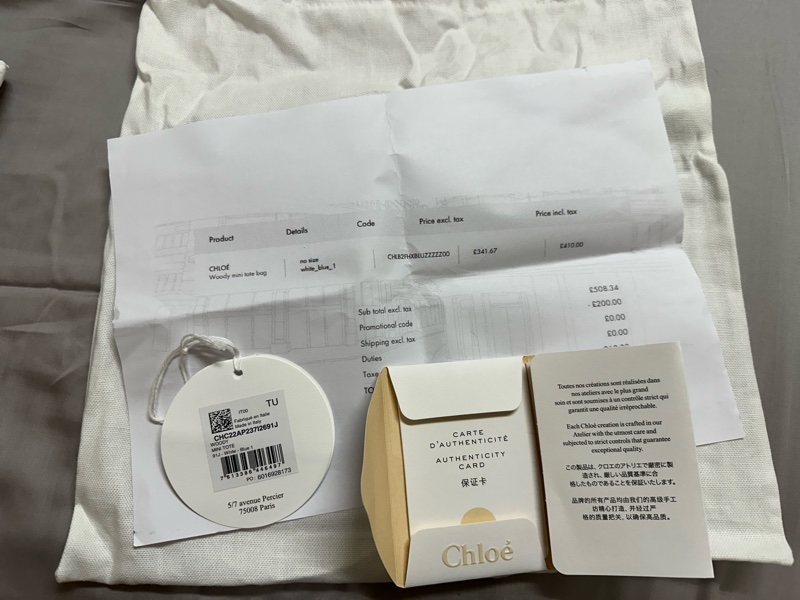 Product Details Code Price excl. tax Price incl. tax
CHLOÉ no size CHLB2FHXBLUZZZZZ00 £341.67 £410.00
Woody mini tote bag white_blue_1
Sub total excl. tax £508.34
Promotional code - £200.00
Shipping excl. tax £0.00
Duties £0.00
TU
IT00
Fabriqué en Italie
Made in Italy
CHC22AP237I2691J
WOODY
MINI TOTE
91J - White - Blue 1
7613386446497
PO : 6016928173
5/7 avenue Percier
75008 Paris
CARTE
D'AUTHENTICITÉ
AUTHENTICITY
CARD
保证卡
Chloé
Toutes nos créations sont réalisées dans
nos ateliers avec le plus grand
soin et sont soumises à un contrôle strict qui
garantit une qualité irréprochable.
Each Chloé creation is crafted in our
Atelier with the utmost care and
subjected to strict controls that guarantee
exceptional quality.
この製品は、クロエのアトリエで厳密に製
造され、厳しい品質基準に合
格したものであることを保証いたします。
品牌的所有产品均由我们的高级手工
坊精心打造，并经过严
格的质量把关，以确保高品质。